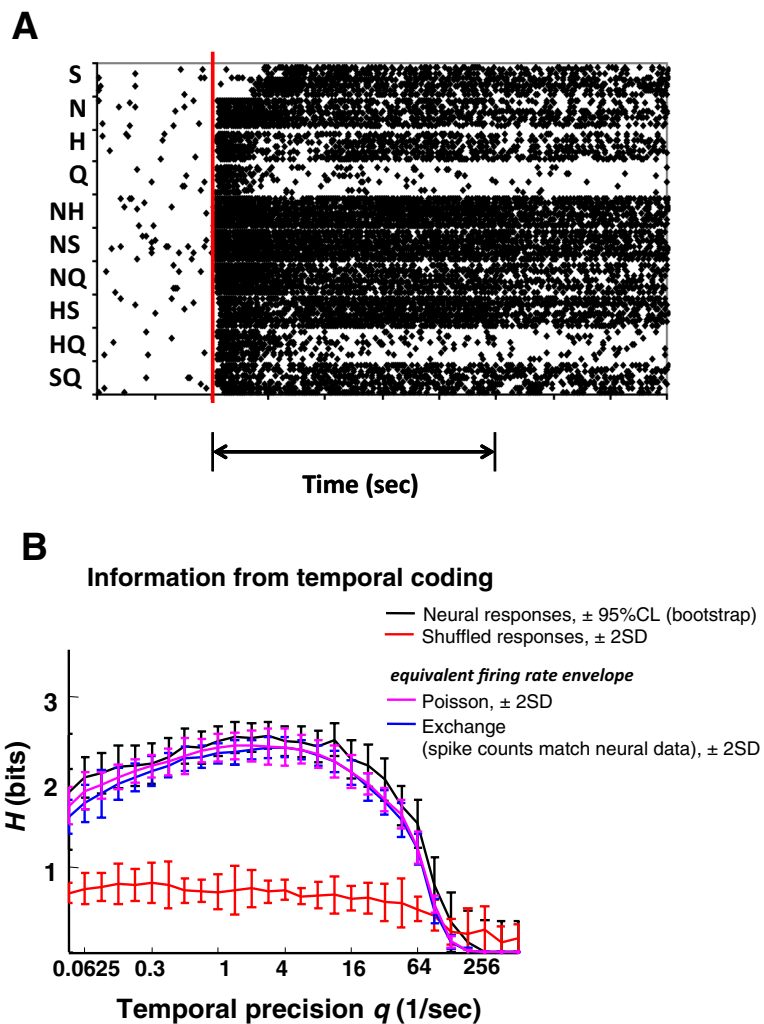 A
S
N
H
Q
NH
NS
NQ
HS
HQ
SQ
Time (sec)
B
Information from temporal coding
Neural responses, ± 95%CL (bootstrap)
Shuffled responses, ± 2SD
equivalent firing rate envelope
Poisson, ± 2SD
Exchange
(spike counts match neural data), ± 2SD
3
2
1
H (bits)
0.0625 0.3 1 4 16 64 256
Temporal precision q (1/sec)